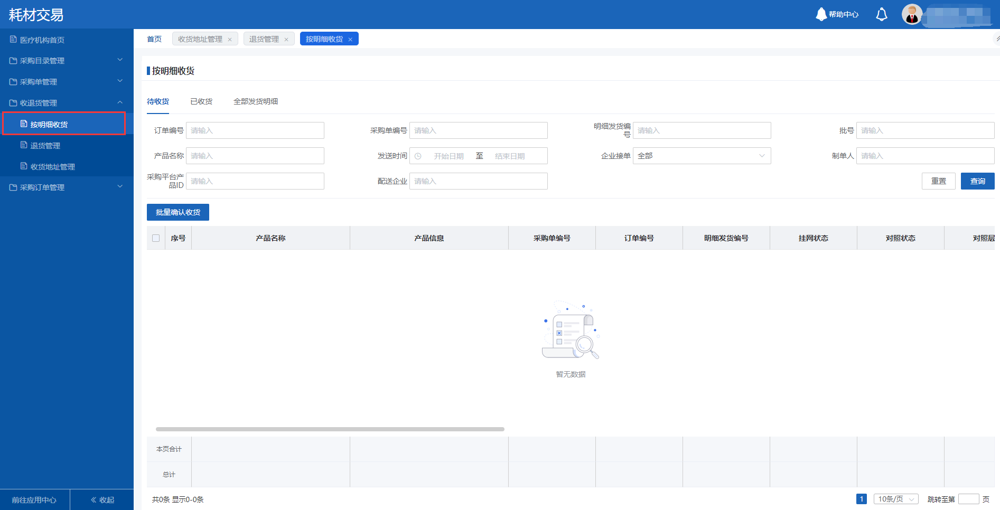 耗材交易
帮助中心
医疗机构首页
采购目录管理
采购单管理
收退货管理
按明细收货
退货管理
收货地址管理
采购订单管理
前往应用中心
收起
首页 收货地址管理 × 退货管理 × 按明细收货 ×
按明细收货
待收货 已收货 全部发货明细
订单编号 请输入 采购单编号 请输入 明细发货编号 请输入 批号 请输入
产品名称 请输入 发送时间 开始日期 至 结束日期 企业接单 全部 制单人 请输入
采购平台产品ID 请输入 配送企业 请输入 重置 查询
批量确认收货
序号 产品名称 产品信息 采购单编号 订单编号 明细发货编号 挂网状态 对照状态 对照层
暂无数据
本页合计
总计
共0条 显示0-0条 1 10条/页 跳转至第 页